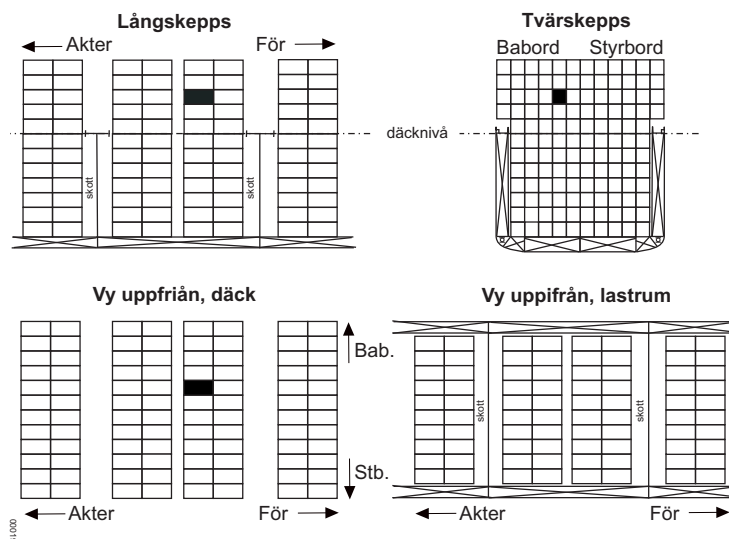 Långskepps
Akter
För
Tvärskepps
Babord
Styrbord
däcknivå
skott
skott
Vy uppfriån, däck
Bab.
Stb.
Akter
För
Vy uppifrån, lastrum
skott
skott
Akter
För